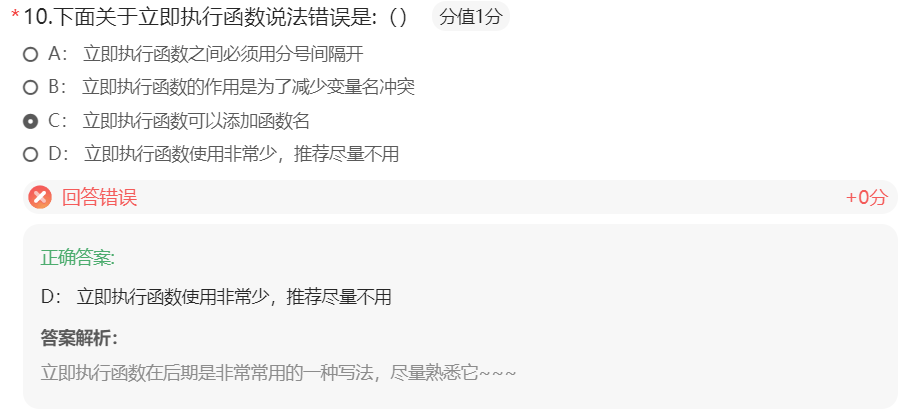 *10.下面关于立即执行函数说法错误是:（） 分值1分
A： 立即执行函数之间必须用分号间隔开
B： 立即执行函数的作用是为了减少变量名冲突
C： 立即执行函数可以添加函数名
D： 立即执行函数使用非常少，推荐尽量不用
回答错误 +0分
正确答案:
D： 立即执行函数使用非常少，推荐尽量不用
答案解析：
立即执行函数在后期是非常常用的一种写法，尽量熟悉它~~~